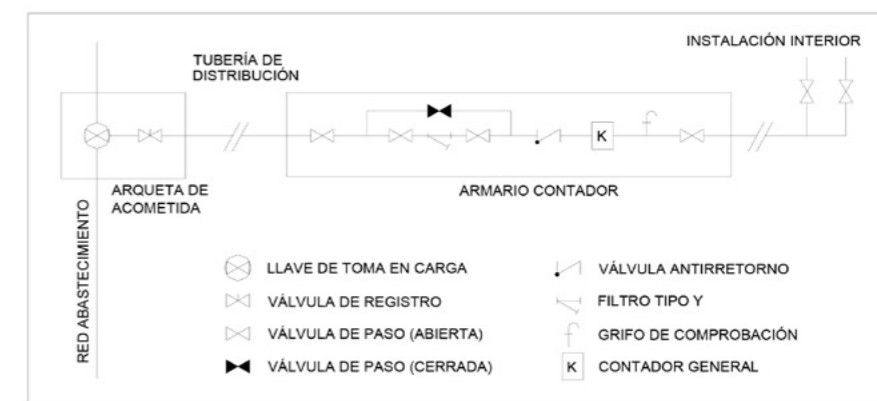 INSTALACIÓN INTERIOR
TUBERÍA DE
DISTRIBUCIÓN
K
ARQUETA DE
ACOMETIDA
ARMARIO CONTADOR
RED ABASTECIMIENTO
LLAVE DE TOMA EN CARGA
VÁLVULA DE REGISTRO
VÁLVULA DE PASO (ABIERTA)
VÁLVULA DE PASO (CERRADA)
VÁLVULA ANTIRRETORNO
FILTRO TIPO Y
GRIFO DE COMPROBACIÓN
K CONTADOR GENERAL